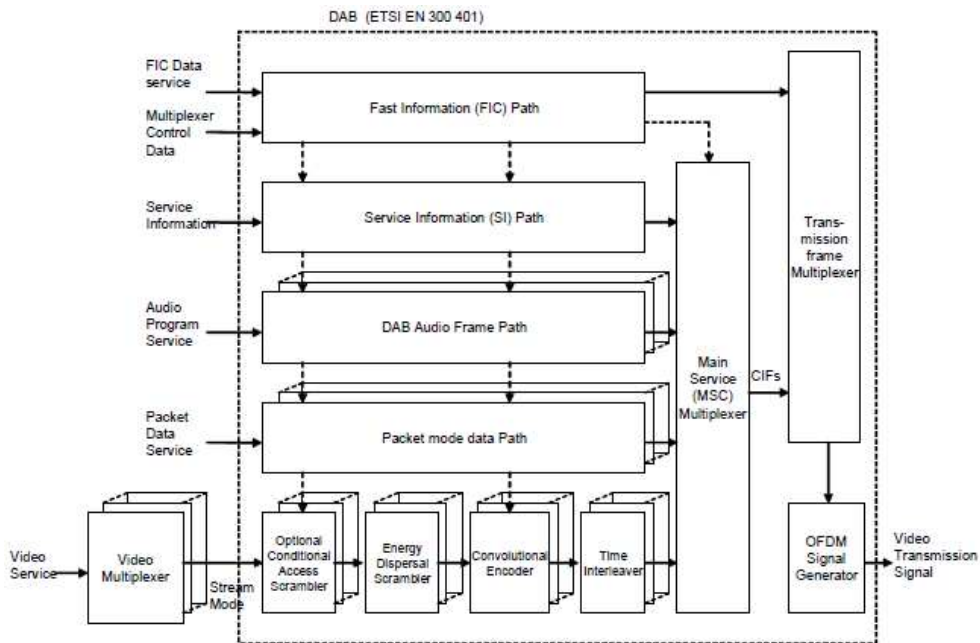 DAB (ETSI EN 300 401)
FIC Data
service
Multiplexer
Control
Data
Fast Information (FIC) Path
Service
Information
Service Information (SI) Path
Trans-
mission
frame
Multiplexer
Audio
Program
Service
DAB Audio Frame Path
Main
Service
(MSC)
Multiplexer
CIFs
Packet
Data
Service
Packet mode data Path
Video
Service
Video
Multiplexer
Stream
Mode
Optional
Conditional
Access
Scrambler
Energy
Dispersal
Scrambler
Convolutional
Encoder
Time
Interleaver
OFDM
Signal
Generator
Video
Transmission
Signal